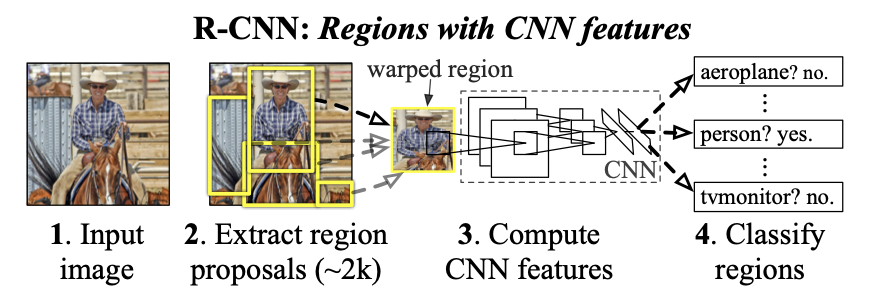 R-CNN: Regions with CNN features
warped region
aeroplane? no.
person? yes.
tvmonitor? no.
CNN
1. Input
image
2. Extract region
proposals (~2k)
3. Compute
CNN features
4. Classify
regions